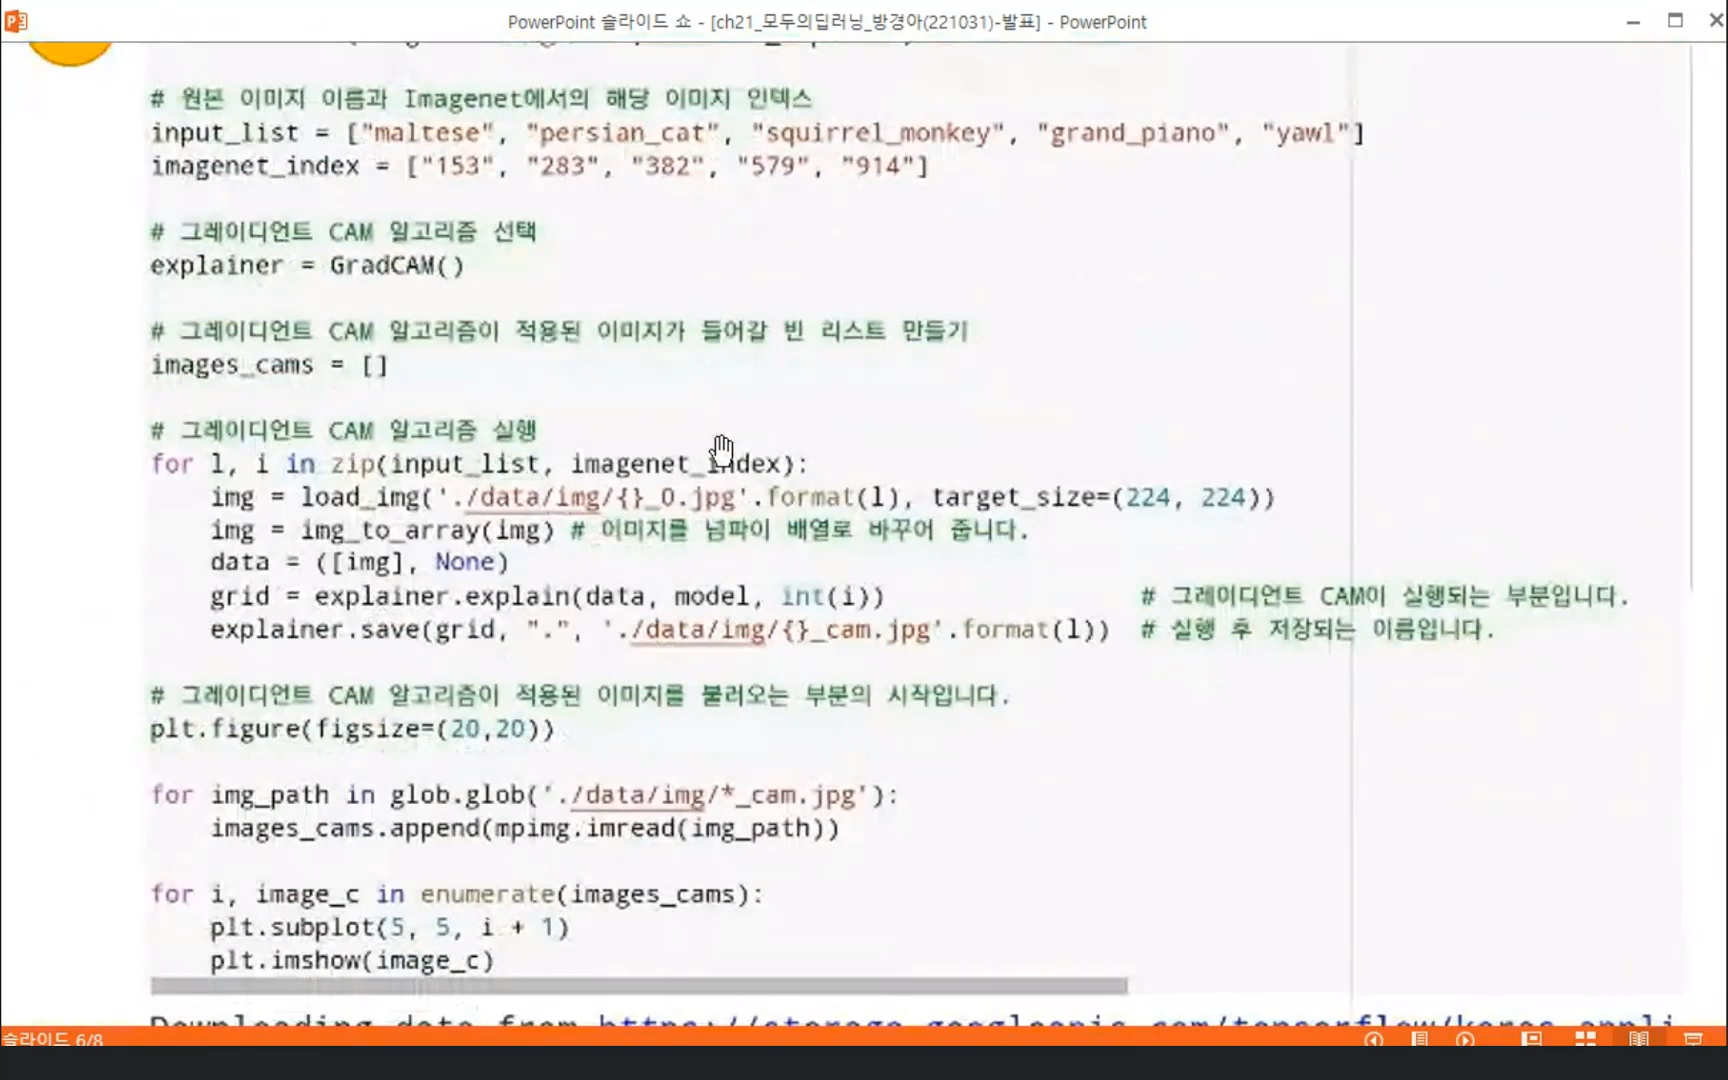 PowerPoint 슬라이드 쇼 - [ch21_모두의딥러닝_방경아(221031)-발표] - PowerPoint
# 원본 이미지 이름과 Imagenet에서의 해당 이미지 인덱스
input_list = ["maltese", "persian_cat", "squirrel_monkey", "grand_piano", "yawl"]
imagenet_index = ["153", "283", "382", "579", "914"]
# 그레이디언트 CAM 알고리즘 선택
explainer = GradCAM()
# 그레이디언트 CAM 알고리즘이 적용된 이미지가 들어갈 빈 리스트 만들기
images_cams = []
# 그레이디언트 CAM 알고리즘 실행
for l, i in zip(input_list, imagenet_index):
img = load_img('./data/img/{}_0.jpg'.format(l), target_size=(224, 224))
img = img_to_array(img) # 이미지를 넘파이 배열로 바꾸어 줍니다.
data = ([img], None)
grid = explainer.explain(data, model, int(i)) # 그레이디언트 CAM이 실행되는 부분입니다.
explainer.save(grid, ".", './data/img/{}_cam.jpg'.format(l)) # 실행 후 저장되는 이름입니다.
# 그레이디언트 CAM 알고리즘이 적용된 이미지를 불러오는 부분의 시작입니다.
plt.figure(figsize=(20,20))
for img_path in glob.glob('./data/img/*_cam.jpg'):
images_cams.append(mpimg.imread(img_path))
for i, image_c in enumerate(images_cams):
plt.subplot(5, 5, i + 1)
plt.imshow(image_c)
Downloading data from https://storage.googleapis.com/tensorflow/keras-appli
슬라이드 6/8